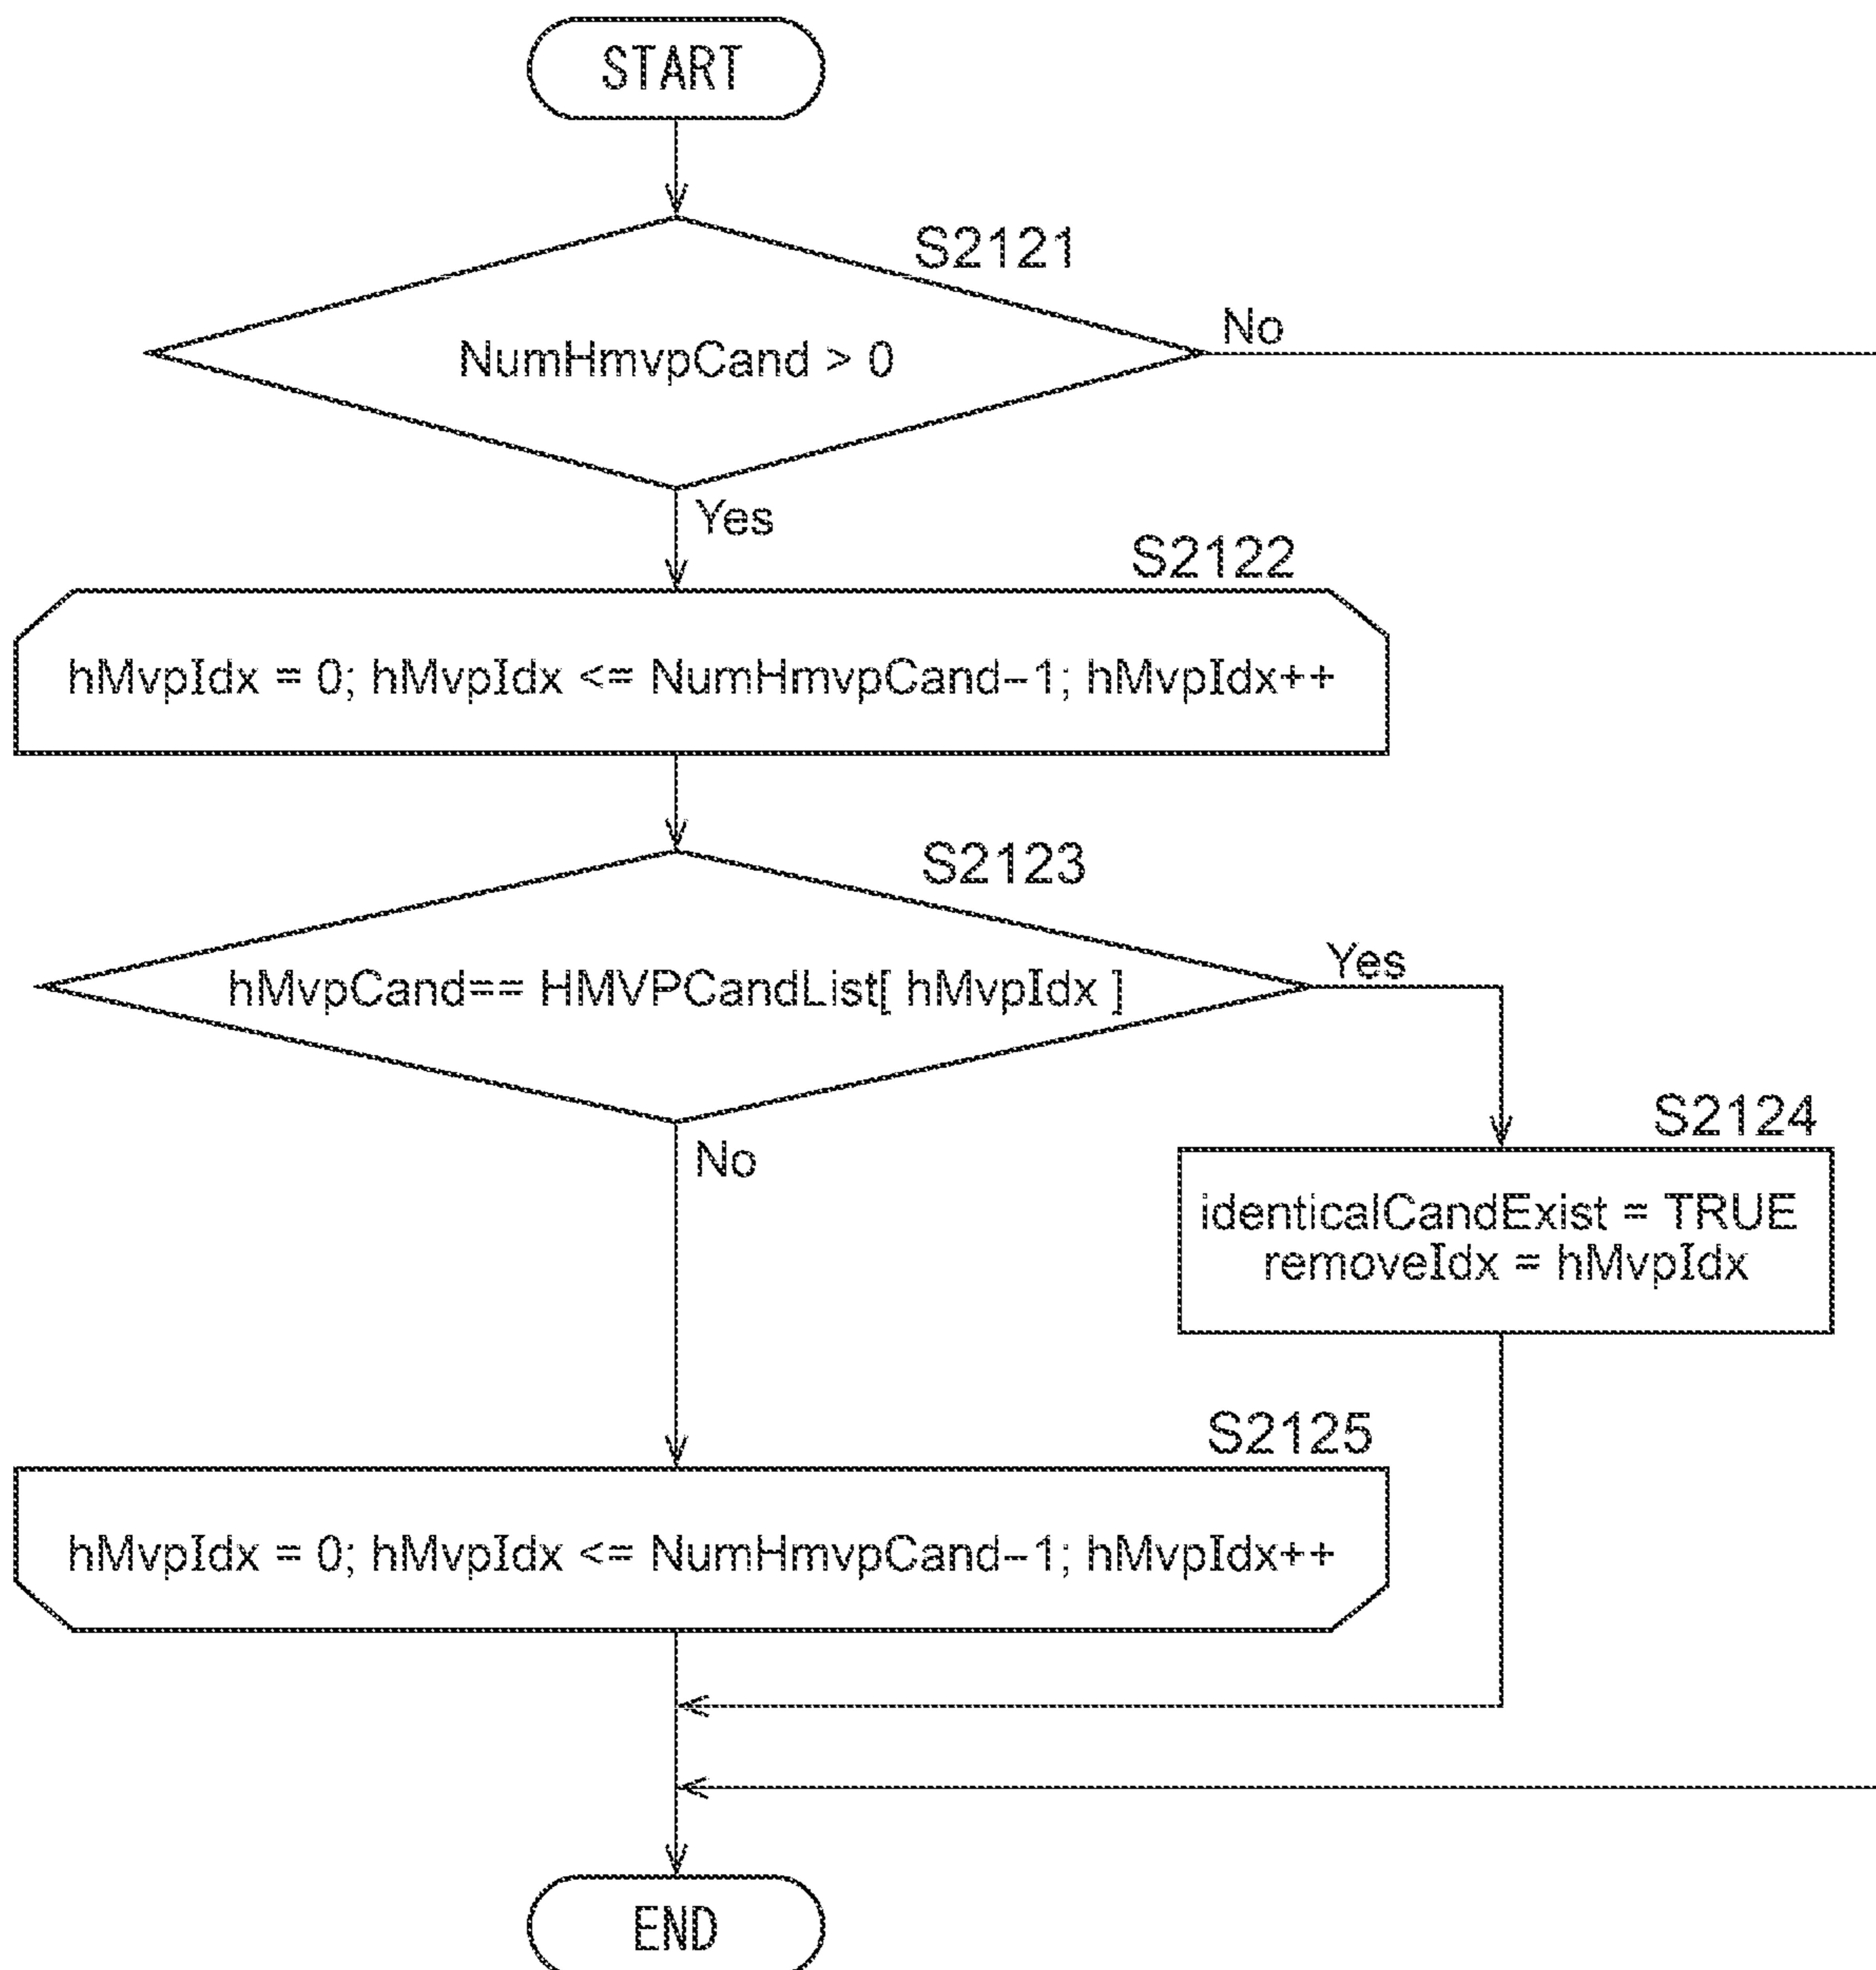 START
S2121
NumHmvpCand > 0
No
Yes
S2122
hMvpIdx = 0; hMvpIdx <= NumHmvpCand–1; hMvpIdx++
S2123
hMvpCand== HMVPCandList[ hMvpIdx ]
Yes
No
S2124
identicalCandExist = TRUE
removeIdx = hMvpIdx
S2125
hMvpIdx = 0; hMvpIdx <= NumHmvpCand–1; hMvpIdx++
END